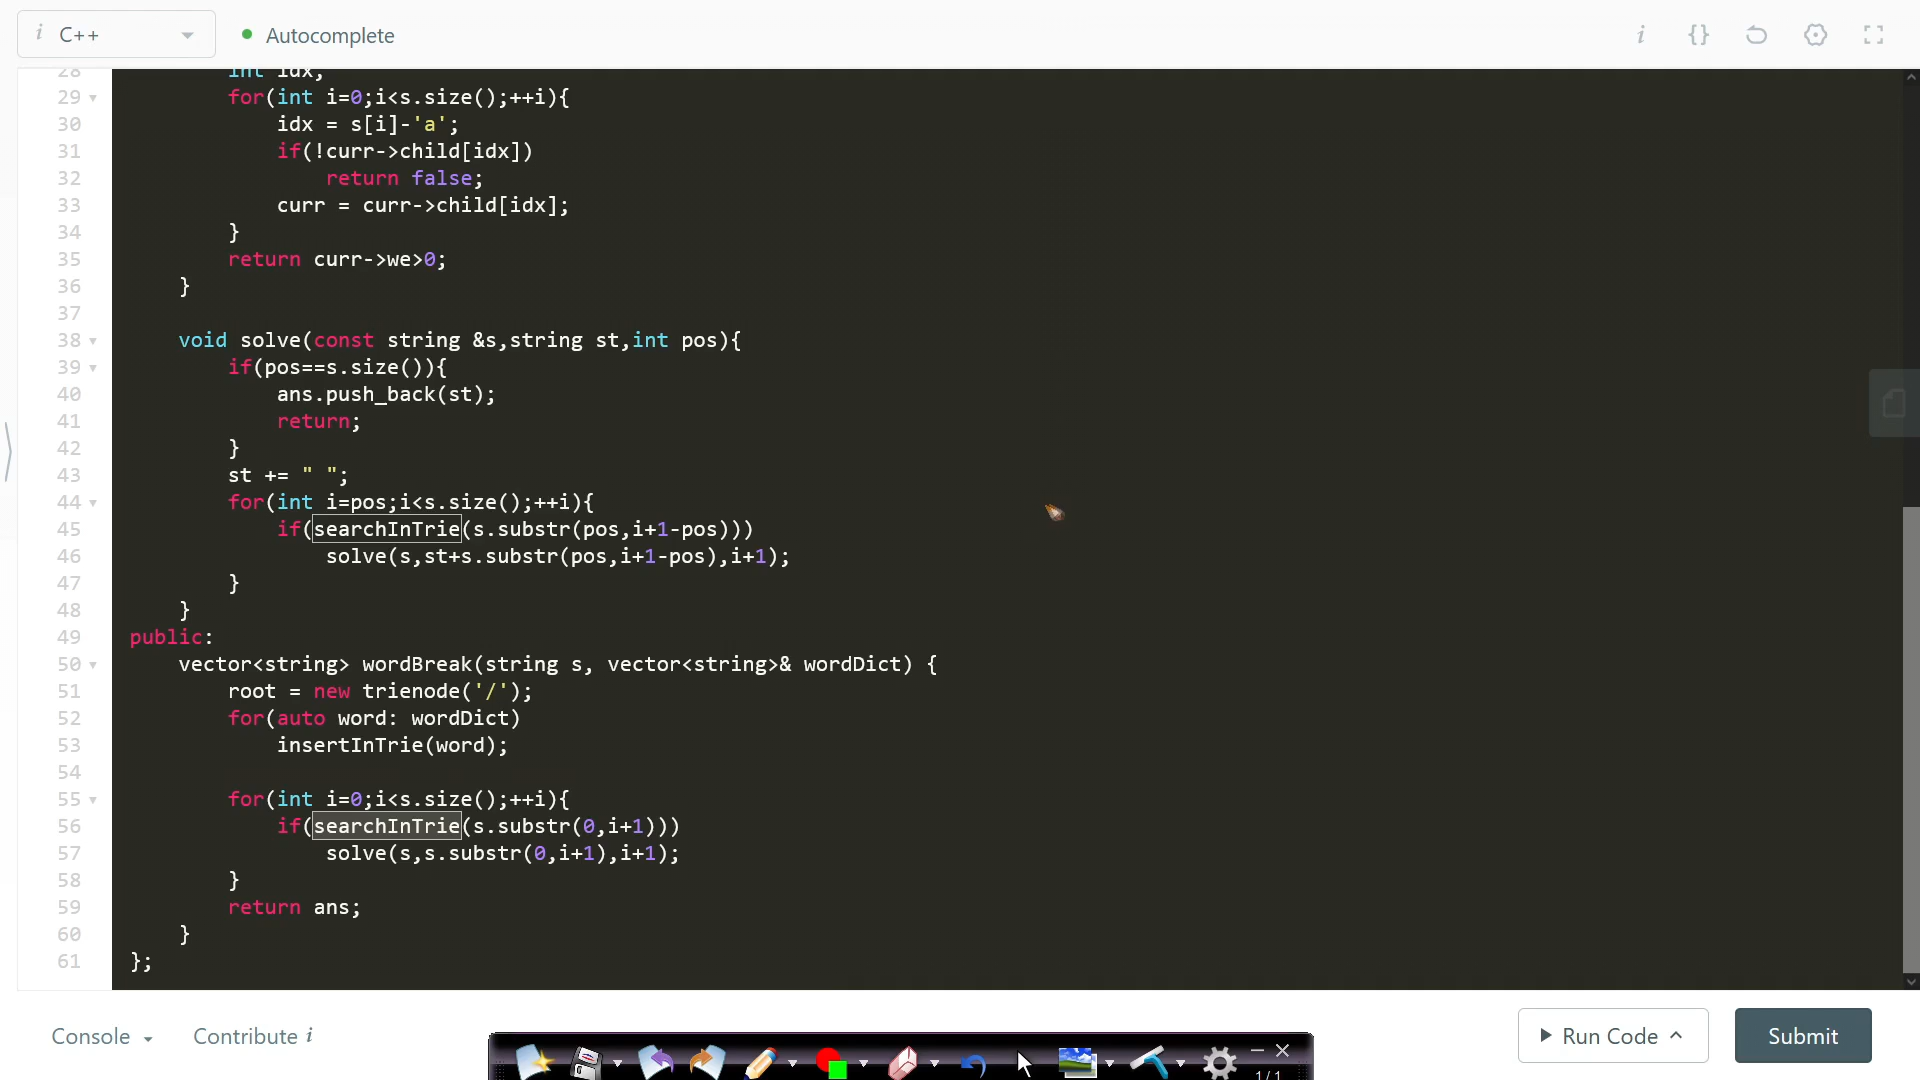 i C++
Autocomplete
i {}
28 int idx;
29 for(int i=0;i<s.size();++i){
30 idx = s[i]-'a';
31 if(!curr->child[idx])
32 return false;
33 curr = curr->child[idx];
34 }
35 return curr->we>0;
36 }
37
38 void solve(const string &s,string st,int pos){
39 if(pos==s.size()){
40 ans.push_back(st);
41 return;
42 }
43 st += " ";
44 for(int i=pos;i<s.size();++i){
45 if(searchInTrie(s.substr(pos,i+1-pos)))
46 solve(s,st+s.substr(pos,i+1-pos),i+1);
47 }
48 }
49 public:
50 vector<string> wordBreak(string s, vector<string>& wordDict) {
51 root = new trienode('/');
52 for(auto word: wordDict)
53 insertInTrie(word);
54
55 for(int i=0;i<s.size();++i){
56 if(searchInTrie(s.substr(0,i+1)))
57 solve(s,s.substr(0,i+1),i+1);
58 }
59 return ans;
60 }
61 };
Console
Contribute i
Run Code
Submit
1/1